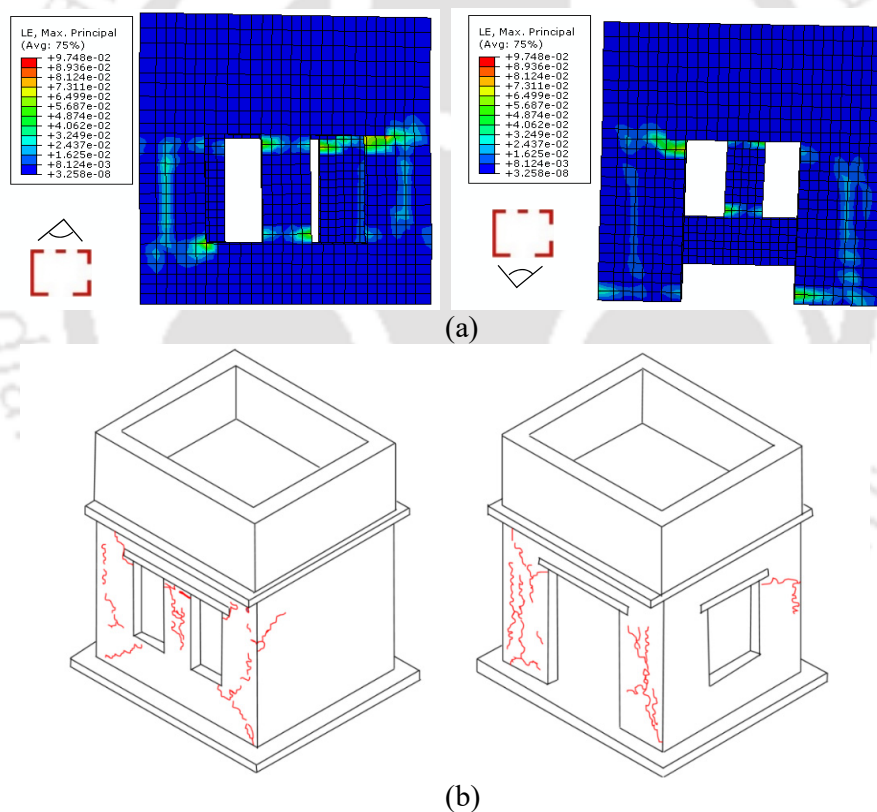 LE, Max. Principal
(Avg: 75%)
+9.748e-02
+8.936e-02
+8.124e-02
+7.311e-02
+6.499e-02
+5.687e-02
+4.874e-02
+4.062e-02
+3.249e-02
+2.437e-02
+1.625e-02
+8.124e-03
+3.258e-08
LE, Max. Principal
(Avg: 75%)
+9.748e-02
+8.936e-02
+8.124e-02
+7.311e-02
+6.499e-02
+5.687e-02
+4.874e-02
+4.062e-02
+3.249e-02
+2.437e-02
+1.625e-02
+8.124e-03
+3.258e-08
(a)
(b)